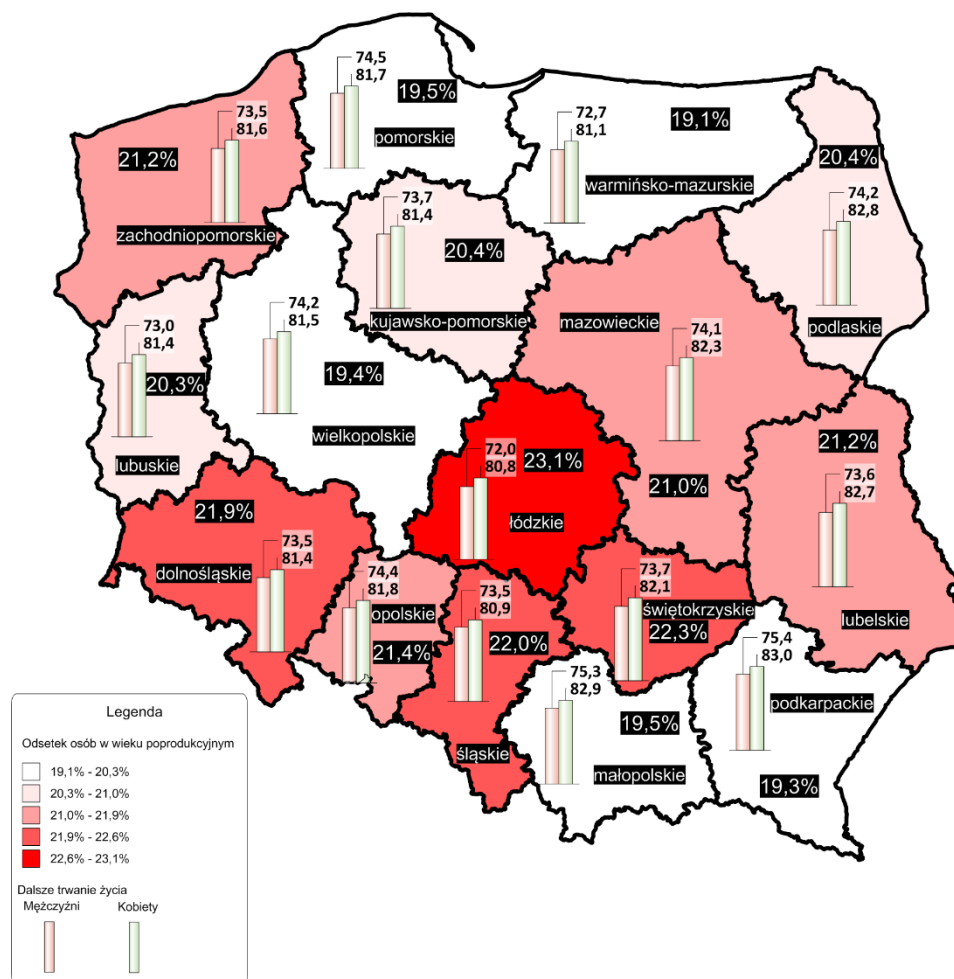 74,5
81,7
19,5%
pomorskie
72,7
81,1
19,1%
warmińsko-mazurskie
73,5
81,6
21,2%
zachodniopomorskie
20,4%
74,2
82,8
podlaskie
73,7
81,4
20,4%
kujawsko-pomorskie
mazowieckie
74,1
82,3
21,0%
73,0
81,4
20,3%
lubuskie
74,2
81,5
19,4%
wielkopolskie
72,0
80,8
23,1%
łódzkie
21,2%
73,6
82,7
lubelskie
21,9%
73,5
81,4
dolnośląskie
74,4
81,8
opolskie
21,4%
73,5
80,9
22,0%
śląskie
73,7
82,1
świętokrzyskie
22,3%
75,3
82,9
19,5%
małopolskie
75,4
83,0
podkarpackie
19,3%
Legenda
Odsetek osób w wieku poprodukcyjnym
19,1% - 20,3%
20,3% - 21,0%
21,0% - 21,9%
21,9% - 22,6%
22,6% - 23,1%
Dalsze trwanie życia
Mężczyźni Kobiety